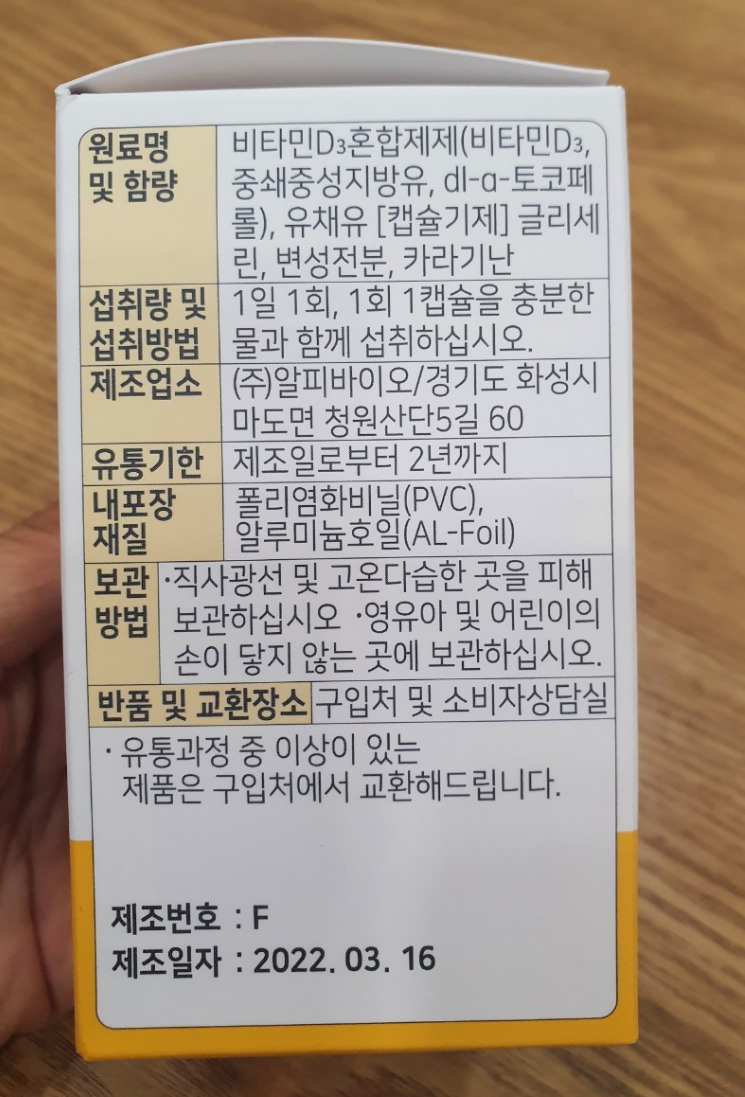 원료명 비타민D₃혼합제제(비타민D₃,
및 함량 중쇄중성지방유, dl-α-토코페
롤), 유채유 [캡슐기제] 글리세
린, 변성전분, 카라기난
섭취량 및 1일 1회, 1회 1캡슐을 충분한
섭취방법 물과 함께 섭취하십시오.
제조업소 (주)알피바이오/경기도 화성시
마도면 청원산단5길 60
유통기한 제조일로부터 2년까지
내포장 폴리염화비닐(PVC),
재질 알루미늄호일(AL-Foil)
보관 ·직사광선 및 고온다습한 곳을 피해
방법 보관하십시오 ·영유아 및 어린이의
손이 닿지 않는 곳에 보관하십시오.
반품 및 교환장소 구입처 및 소비자상담실
· 유통과정 중 이상이 있는
제품은 구입처에서 교환해드립니다.
제조번호 : F
제조일자 : 2022. 03. 16